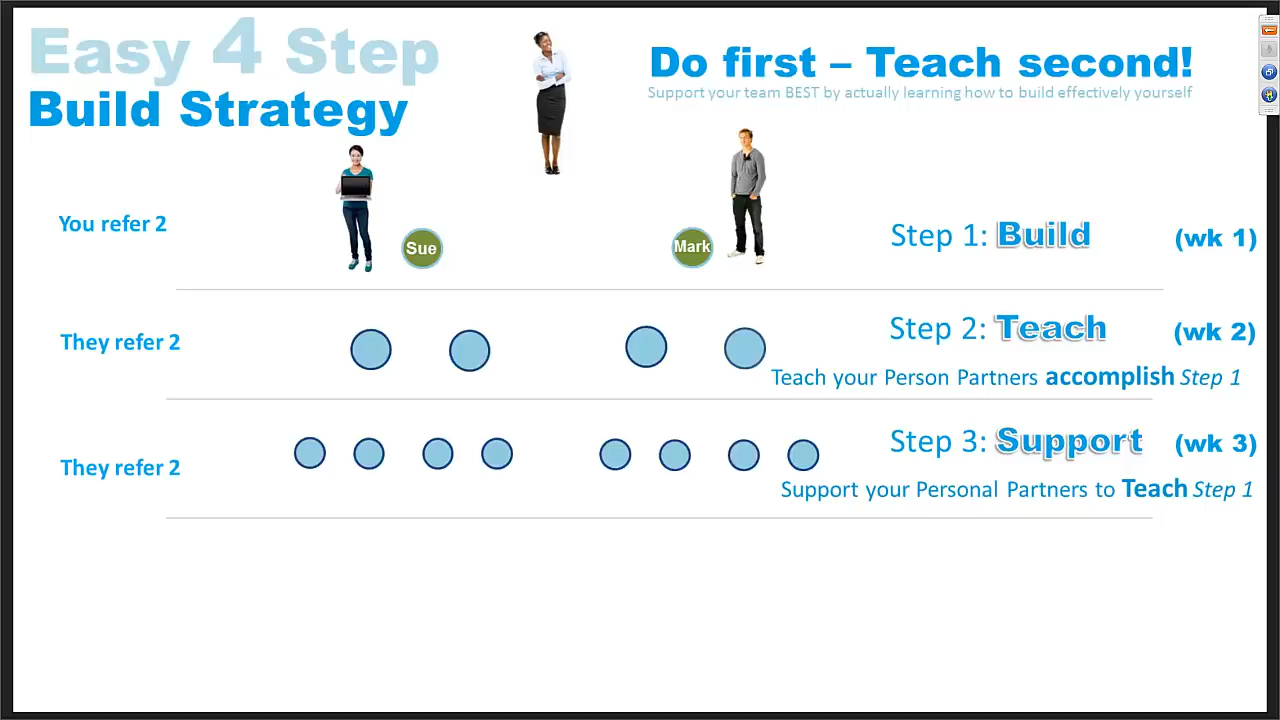 Easy 4 Step
Build Strategy
Do first – Teach second!
Support your team BEST by actually learning how to build effectively yourself
You refer 2
Sue
Mark
Step 1: Build (wk 1)
They refer 2
Step 2: Teach (wk 2)
Teach your Person Partners accomplish Step 1
They refer 2
Step 3: Support (wk 3)
Support your Personal Partners to Teach Step 1